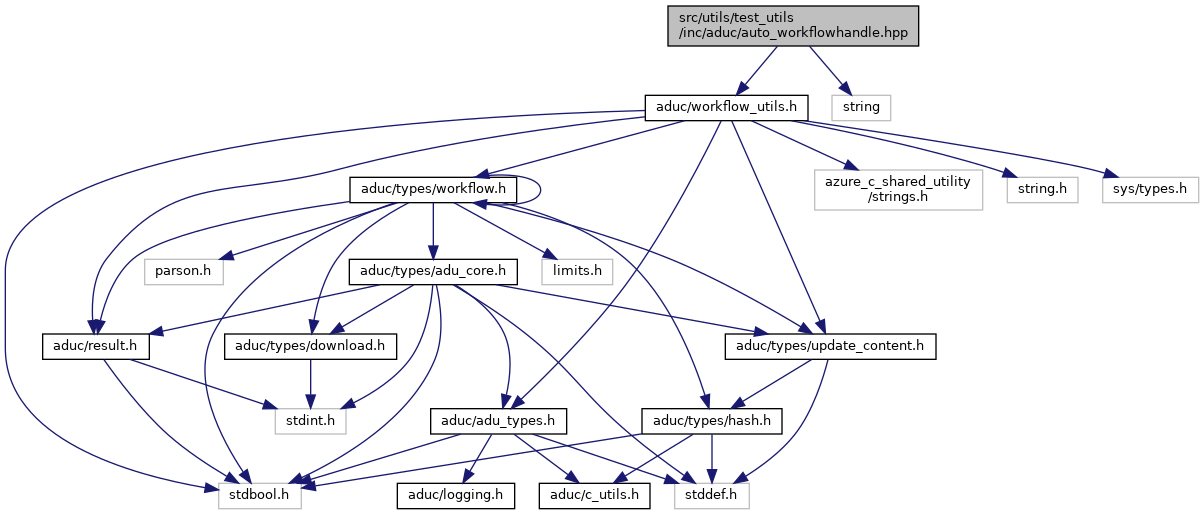 src/utils/test_utils
/inc/aduc/auto_workflowhandle.hpp
aduc/workflow_utils.h
string
aduc/types/workflow.h
azure_c_shared_utility
/strings.h
string.h
sys/types.h
parson.h
aduc/types/adu_core.h
limits.h
aduc/result.h
aduc/types/download.h
aduc/types/update_content.h
stdint.h
aduc/adu_types.h
aduc/types/hash.h
stdbool.h
aduc/logging.h
aduc/c_utils.h
stddef.h